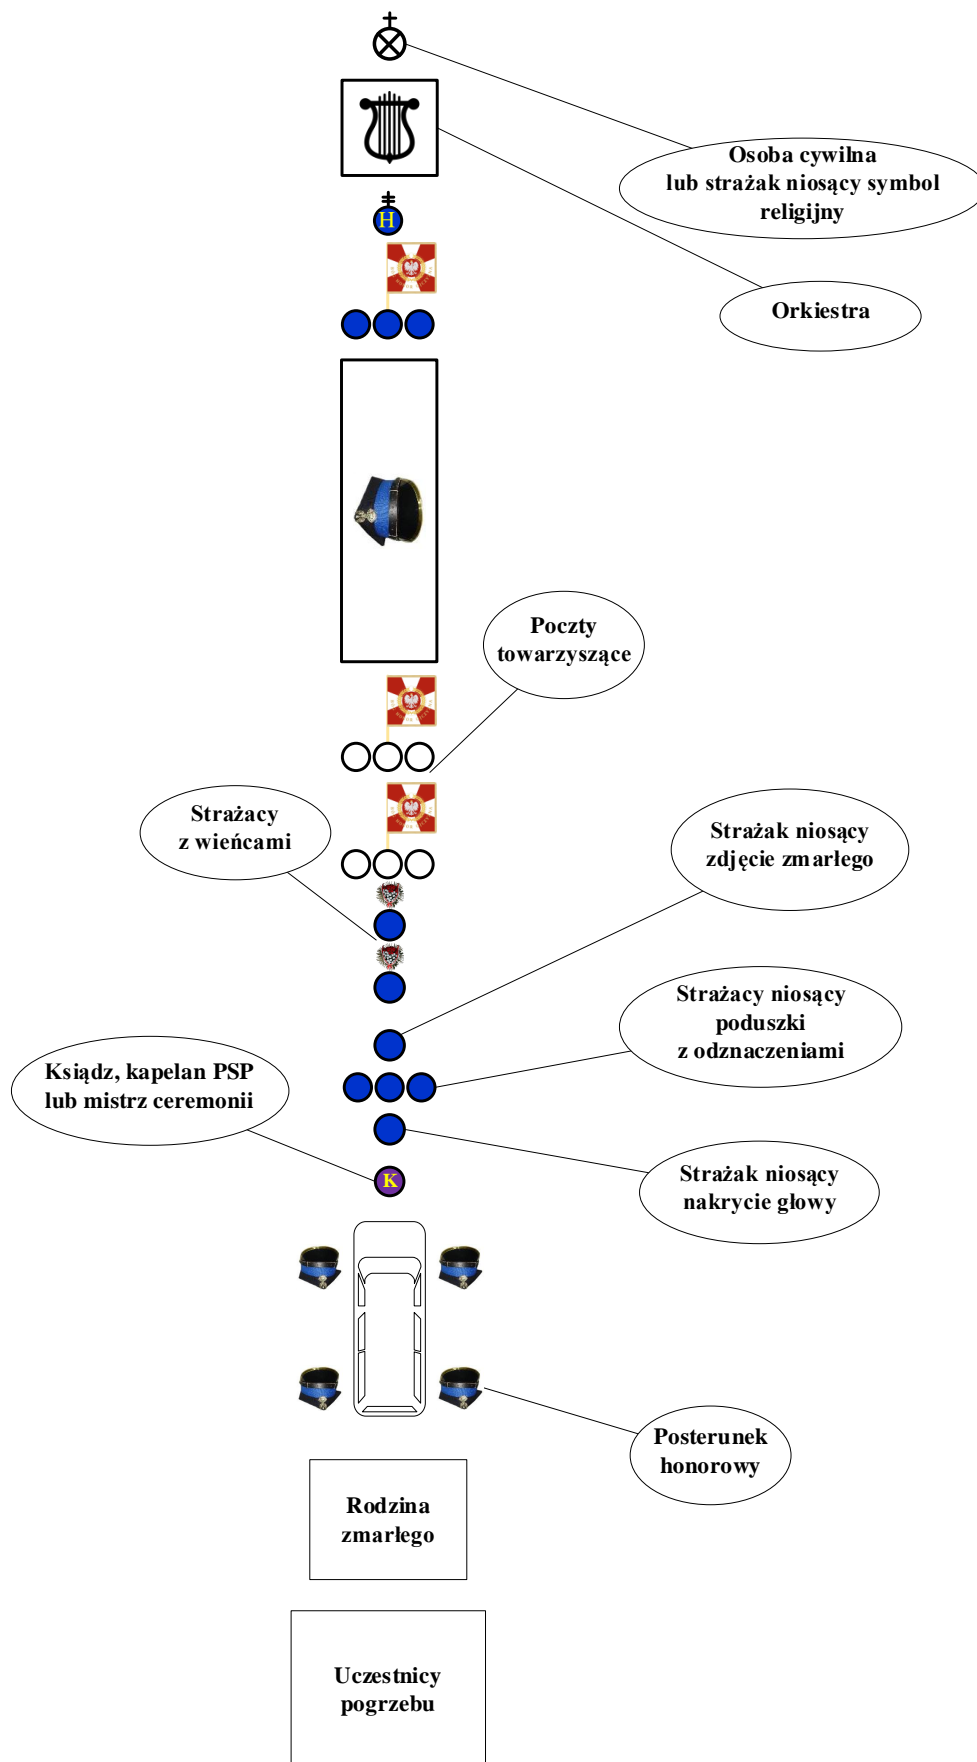 Osoba cywilna
lub strażak niosący symbol
religijny
H
Orkiestra
Poczty
towarzyszące
Strażacy
z wieńcami
Strażak niosący
zdjęcie zmarłego
Strażacy niosący
poduszki
z odznaczeniami
Ksiądz, kapelan PSP
lub mistrz ceremonii
K
Strażak niosący
nakrycie głowy
Posterunek
honorowy
Rodzina
zmarłego
Uczestnicy
pogrzebu